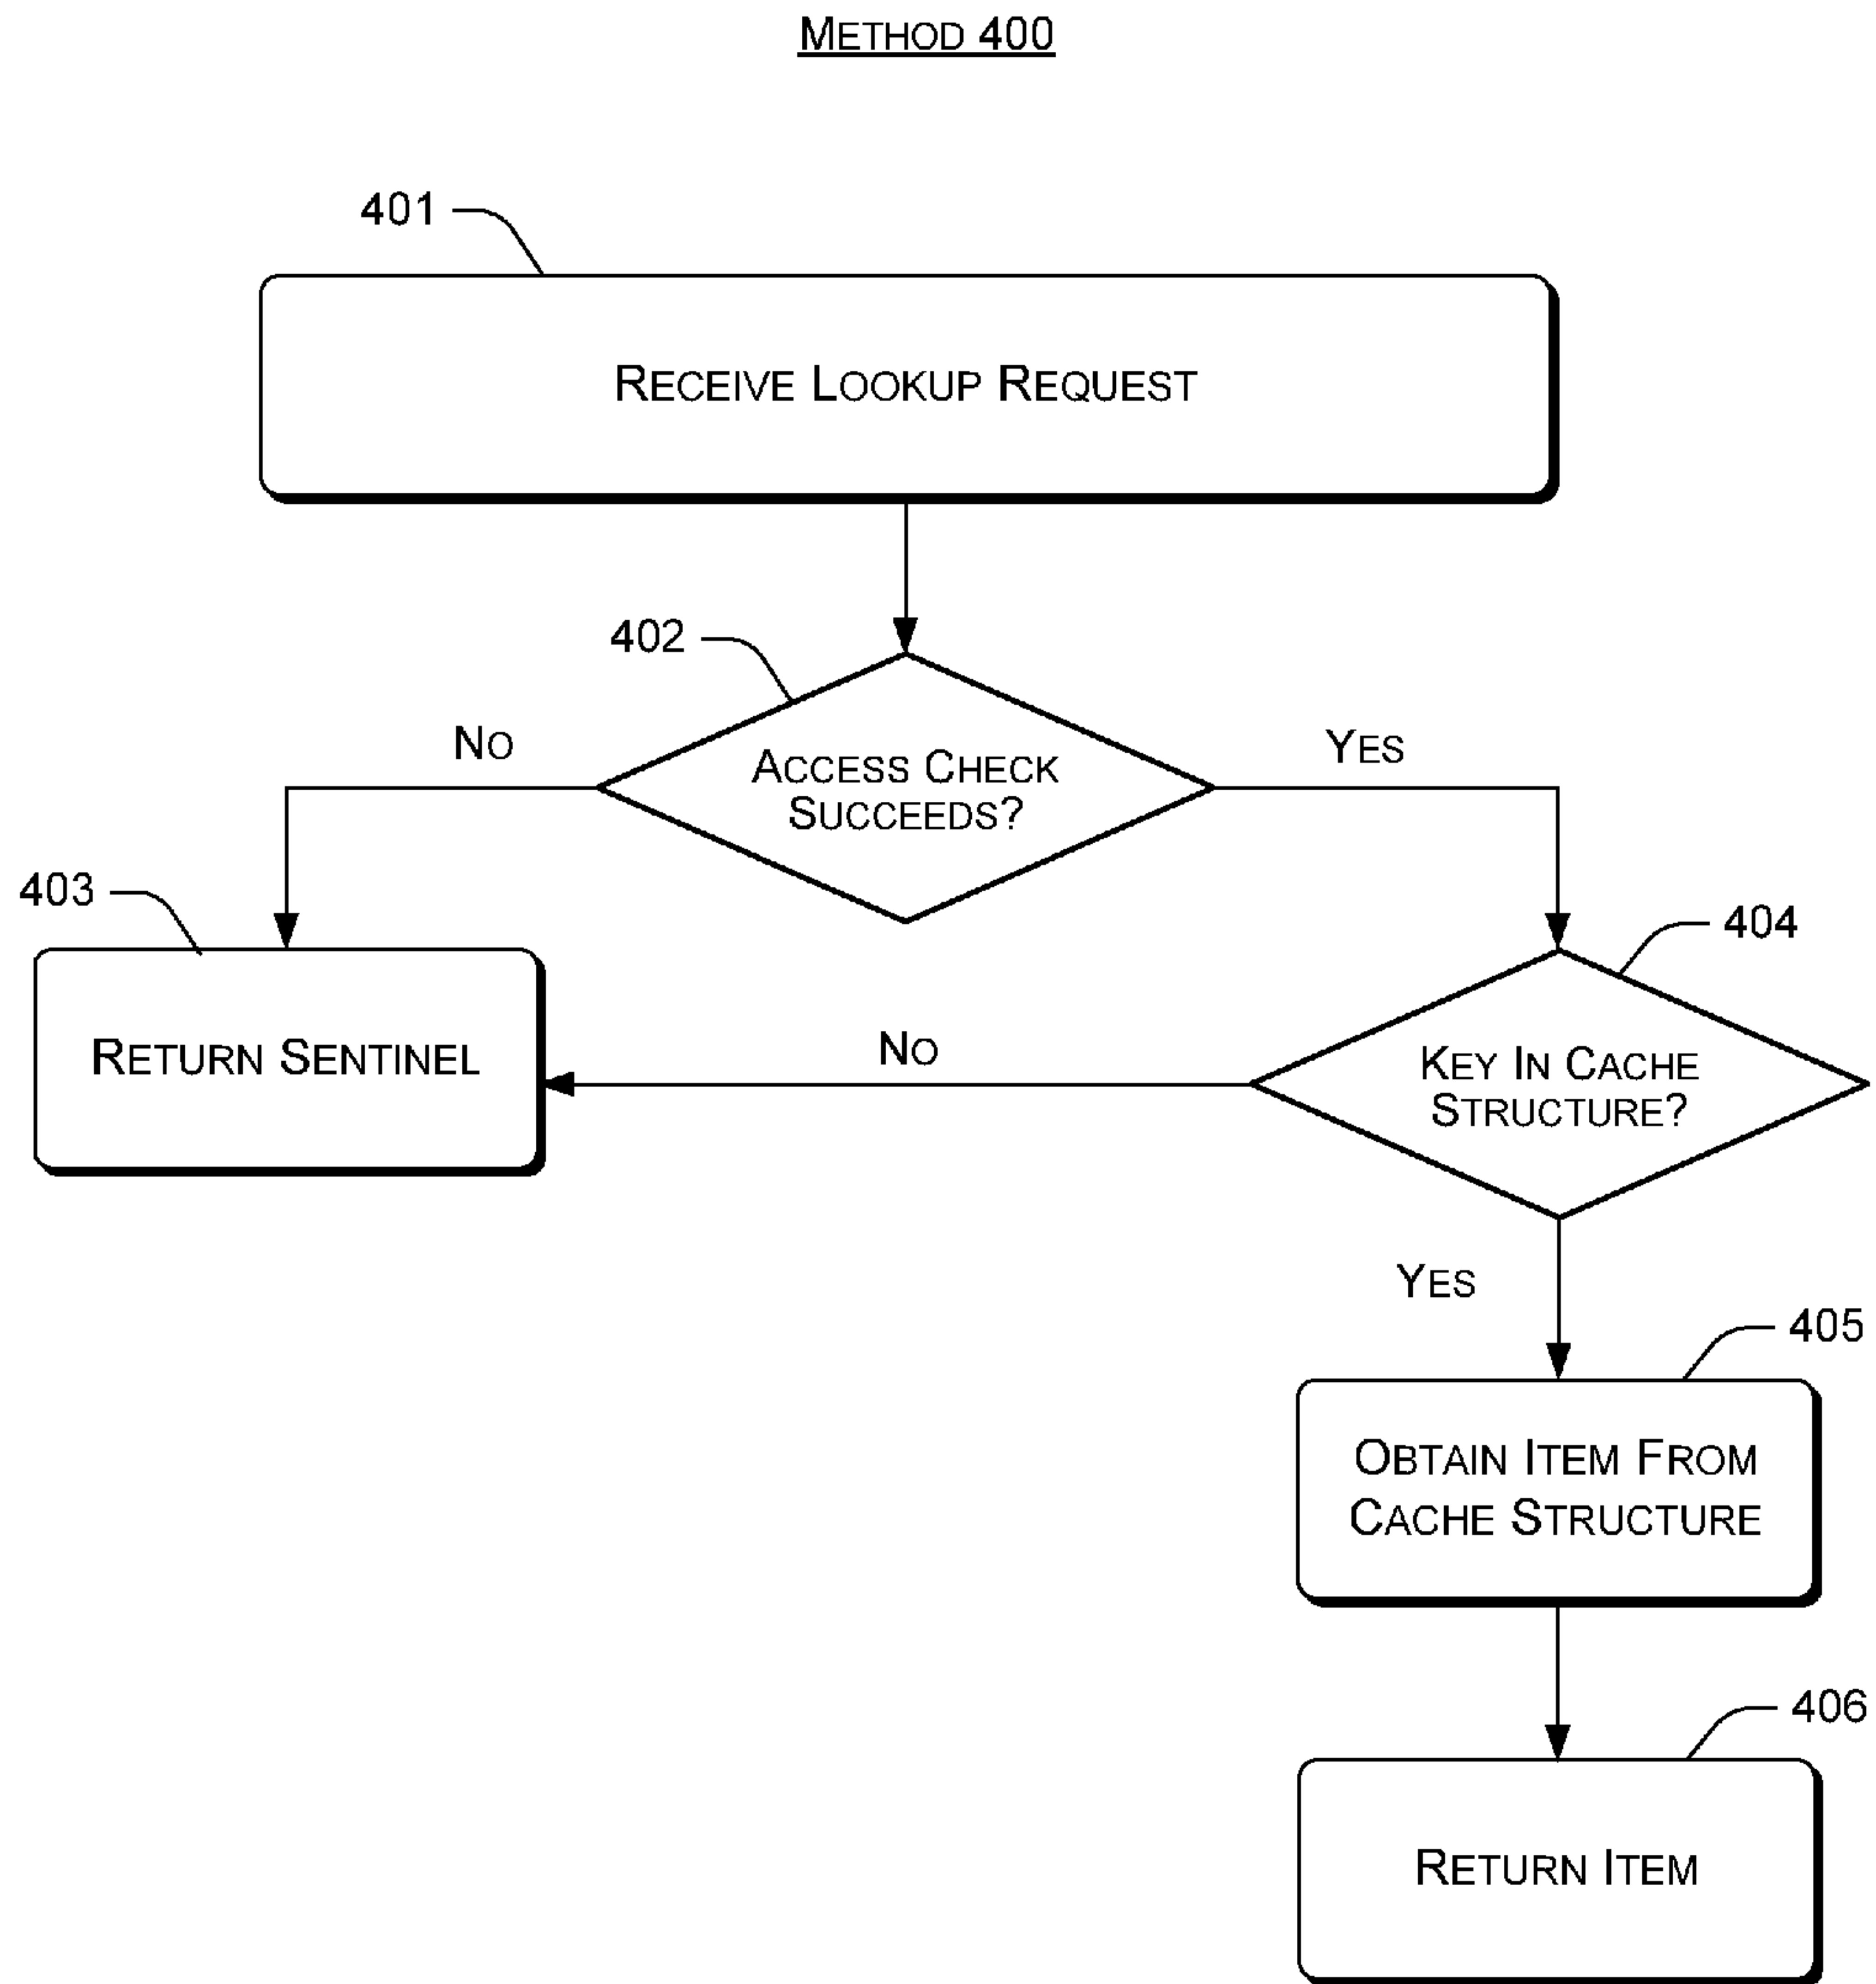 METHOD 400
401
RECEIVE LOOKUP REQUEST
402
NO
ACCESS CHECK
SUCCEEDS?
YES
403
404
RETURN SENTINEL
NO
KEY IN CACHE
STRUCTURE?
YES
405
OBTAIN ITEM FROM
CACHE STRUCTURE
406
RETURN ITEM